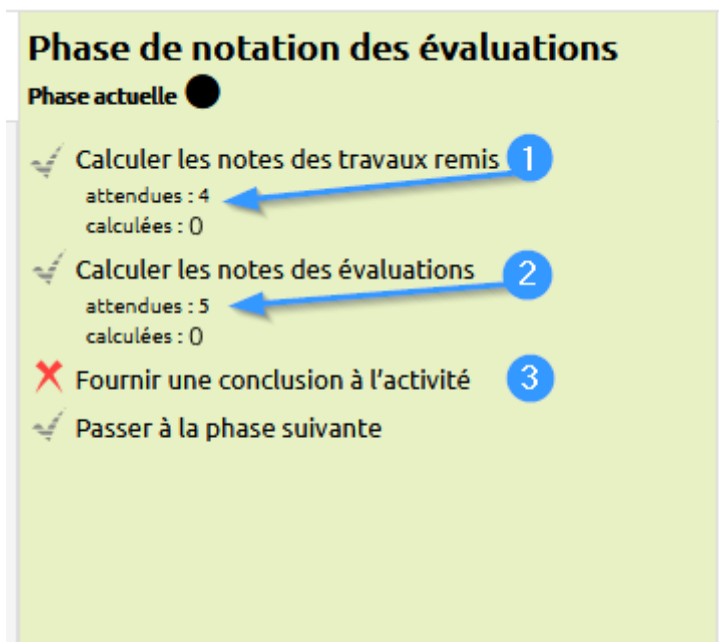 Phase de notation des évaluations
Phase actuelle
Calculer les notes des travaux remis 1
attendues : 4
calculées : 0
Calculer les notes des évaluations 2
attendues : 5
calculées : 0
Fournir une conclusion à l'activité 3
Passer à la phase suivante